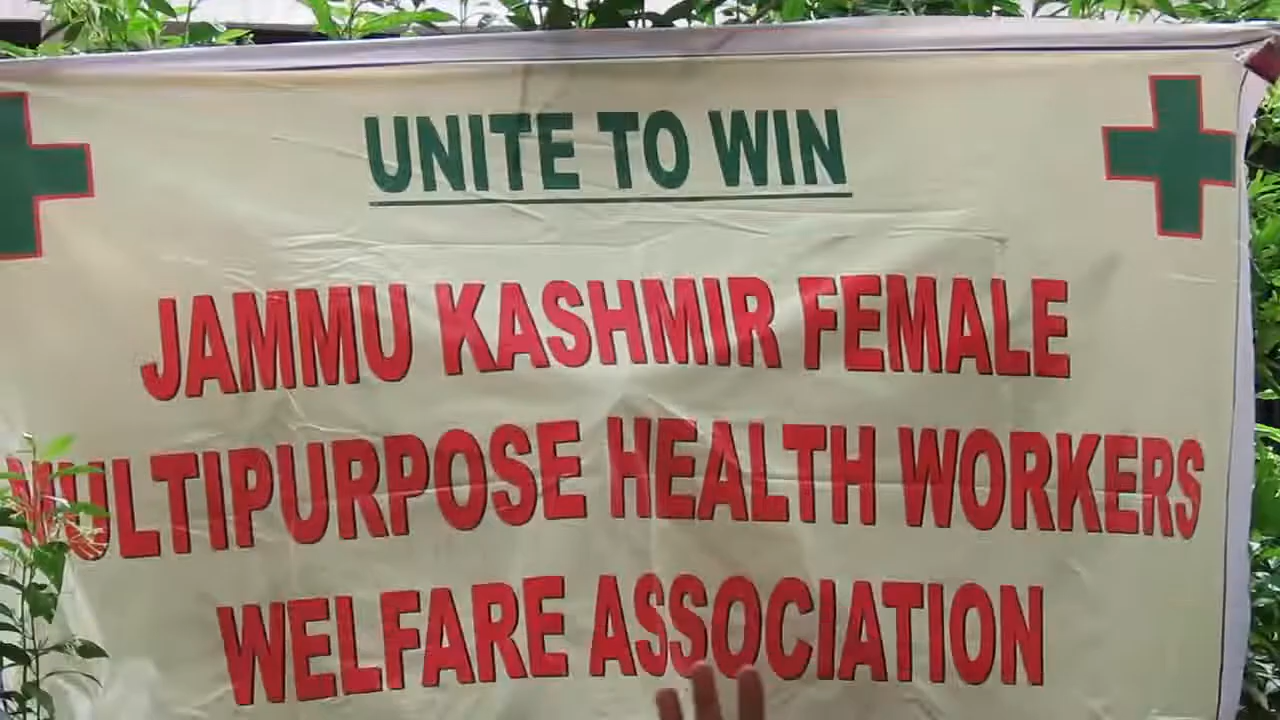 UNITE TO WIN
JAMMU KASHMIR FEMALE
MULTIPURPOSE HEALTH WORKERS
WELFARE ASSOCIATION